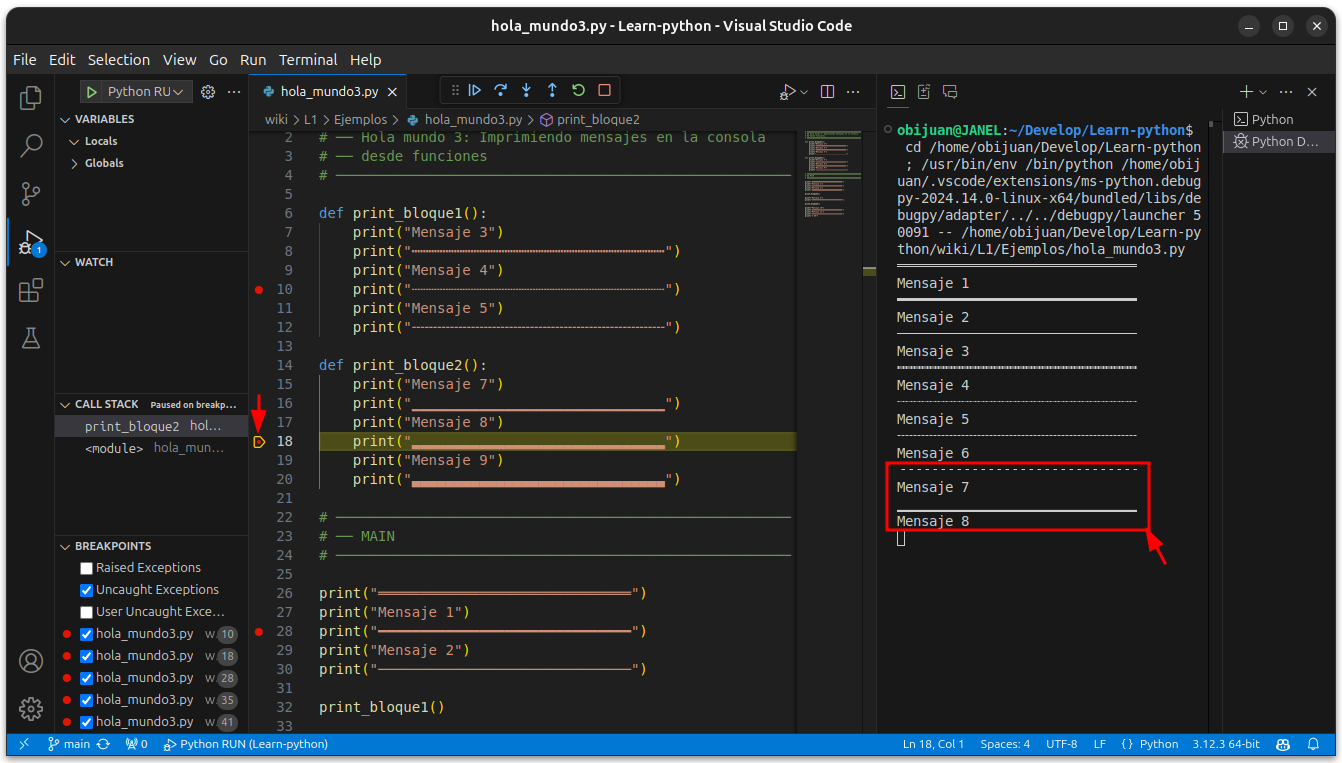 hola_mundo3.py - Learn-python - Visual Studio Code
File Edit Selection View Go Run Terminal Help
Python RU
hola_mundo3.py
VARIABLES
Locals
Globals
WATCH
CALL STACK Paused on breakp...
print_bloque2 hol...
<module> hola_mun...
BREAKPOINTS
Raised Exceptions
Uncaught Exceptions
User Uncaught Exce...
hola_mundo3.py w. 10
hola_mundo3.py w. 18
hola_mundo3.py w. 28
hola_mundo3.py w. 35
hola_mundo3.py w. 41
1
wiki > L1 > Ejemplos > hola_mundo3.py > print_bloque2
2 # ── Hola mundo 3: Imprimiendo mensajes en la consola
3 # ── desde funciones
4 # ──────────────────────────────
5
6 def print_bloque1():
7 print("Mensaje 3")
8 print("┅┅┅┅┅┅┅┅┅┅┅┅┅┅┅┅┅┅┅┅┅┅┅┅┅┅┅┅┅┅")
9 print("Mensaje 4")
10 print("┄┄┄┄┄┄┄┄┄┄┄┄┄┄┄┄┄┄┄┄┄┄┄┄┄┄┄┄┄┄")
11 print("Mensaje 5")
12 print("┈┈┈┈┈┈┈┈┈┈┈┈┈┈┈┈┈┈┈┈┈┈┈┈┈┈┈┈┈┈")
13
14 def print_bloque2():
15 print("Mensaje 7")
16 print("▁▁▁▁▁▁▁▁▁▁▁▁▁▁▁▁▁▁▁▁▁▁▁▁▁▁▁▁▁▁")
17 print("Mensaje 8")
18 print("▂▂▂▂▂▂▂▂▂▂▂▂▂▂▂▂▂▂▂▂▂▂▂▂▂▂▂▂▂▂")
19 print("Mensaje 9")
20 print("▃▃▃▃▃▃▃▃▃▃▃▃▃▃▃▃▃▃▃▃▃▃▃▃▃▃▃▃▃▃")
21
22 # ──────────────────────────────
23 # ── MAIN
24 # ──────────────────────────────
25
26 print("══════════════════════════════")
27 print("Mensaje 1")
28 print("━━━━━━━━━━━━━━━━━━━━━━━━━━━━━━")
29 print("Mensaje 2")
30 print("──────────────────────────────")
31
32 print_bloque1()
33
obijuan@JANEL:~/Develop/Learn-python$
cd /home/obijuan/Develop/Learn-python
; /usr/bin/env /bin/python /home/obij
uan/.vscode/extensions/ms-python.debug
py-2024.14.0-linux-x64/bundled/libs/de
bugpy/adapter/../../debugpy/launcher 5
0091 -- /home/obijuan/Develop/Learn-py
thon/wiki/L1/Ejemplos/hola_mundo3.py
══════════════════════════════
Mensaje 1
━━━━━━━━━━━━━━━━━━━━━━━━━━━━━━
Mensaje 2
──────────────────────────────
Mensaje 3
┅┅┅┅┅┅┅┅┅┅┅┅┅┅┅┅┅┅┅┅┅┅┅┅┅┅┅┅┅┅
Mensaje 4
┄┄┄┄┄┄┄┄┄┄┄┄┄┄┄┄┄┄┄┄┄┄┄┄┄┄┄┄┄┄
Mensaje 5
┈┈┈┈┈┈┈┈┈┈┈┈┈┈┈┈┈┈┈┈┈┈┈┈┈┈┈┈┈┈
Mensaje 6
╌╌╌╌╌╌╌╌╌╌╌╌╌╌╌╌╌╌╌╌╌╌╌╌╌╌╌╌╌╌
Mensaje 7
▁▁▁▁▁▁▁▁▁▁▁▁▁▁▁▁▁▁▁▁▁▁▁▁▁▁▁▁▁▁
Mensaje 8
Python
Python D...
main 0 Python RUN (Learn-python)
Ln 18, Col 1 Spaces: 4 UTF-8 LF {} Python 3.12.3 64-bit